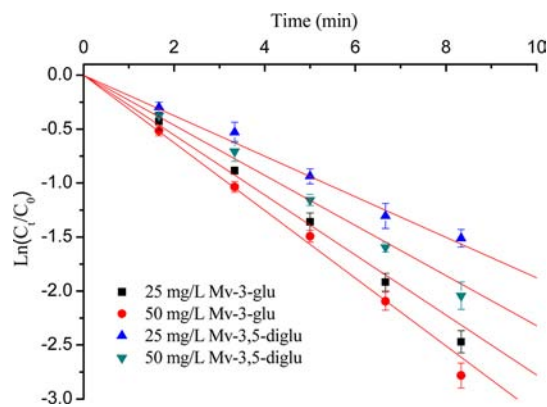 Time (min)
0 2 4 6 8 10
0.0
-0.5
-1.0
-1.5
-2.0
-2.5
-3.0
Ln(Cₜ/C₀)
25 mg/L Mv-3-glu
50 mg/L Mv-3-glu
25 mg/L Mv-3,5-diglu
50 mg/L Mv-3,5-diglu